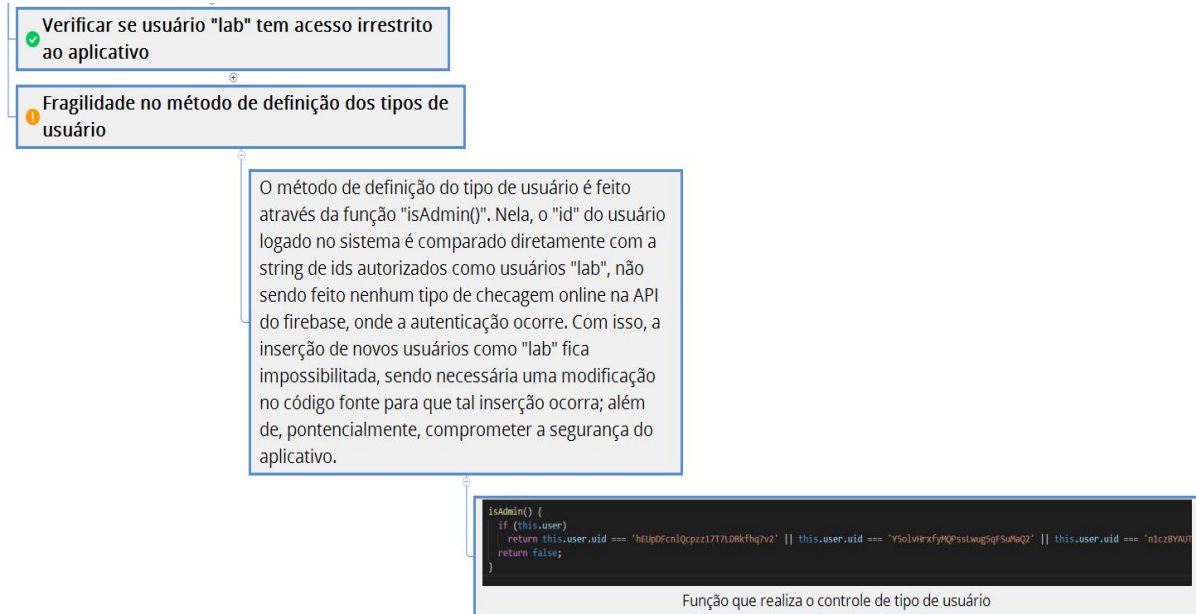 Verificar se usuário "lab" tem acesso irrestrito
ao aplicativo
Fragilidade no método de definição dos tipos de
usuário
O método de definição do tipo de usuário é feito
através da função "isAdmin()". Nela, o "id" do usuário
logado no sistema é comparado diretamente com a
string de ids autorizados como usuários "lab", não
sendo feito nenhum tipo de checagem online na API
do firebase, onde a autenticação ocorre. Com isso, a
inserção de novos usuários como "lab" fica
impossibilitada, sendo necessária uma modificação
no código fonte para que tal inserção ocorra; além
de, pontencialmente, comprometer a segurança do
aplicativo.
isAdmin() {
if (this.user)
return this.user.uid === 'hEUpDFcnlQcpzz17T7LDRkfhq7v2' || this.user.uid === 'Y5olvHrxfyMQPssLwug5qFSuMaQ2' || this.user.uid === 'n1czBYAUT
return false;
}
Função que realiza o controle de tipo de usuário